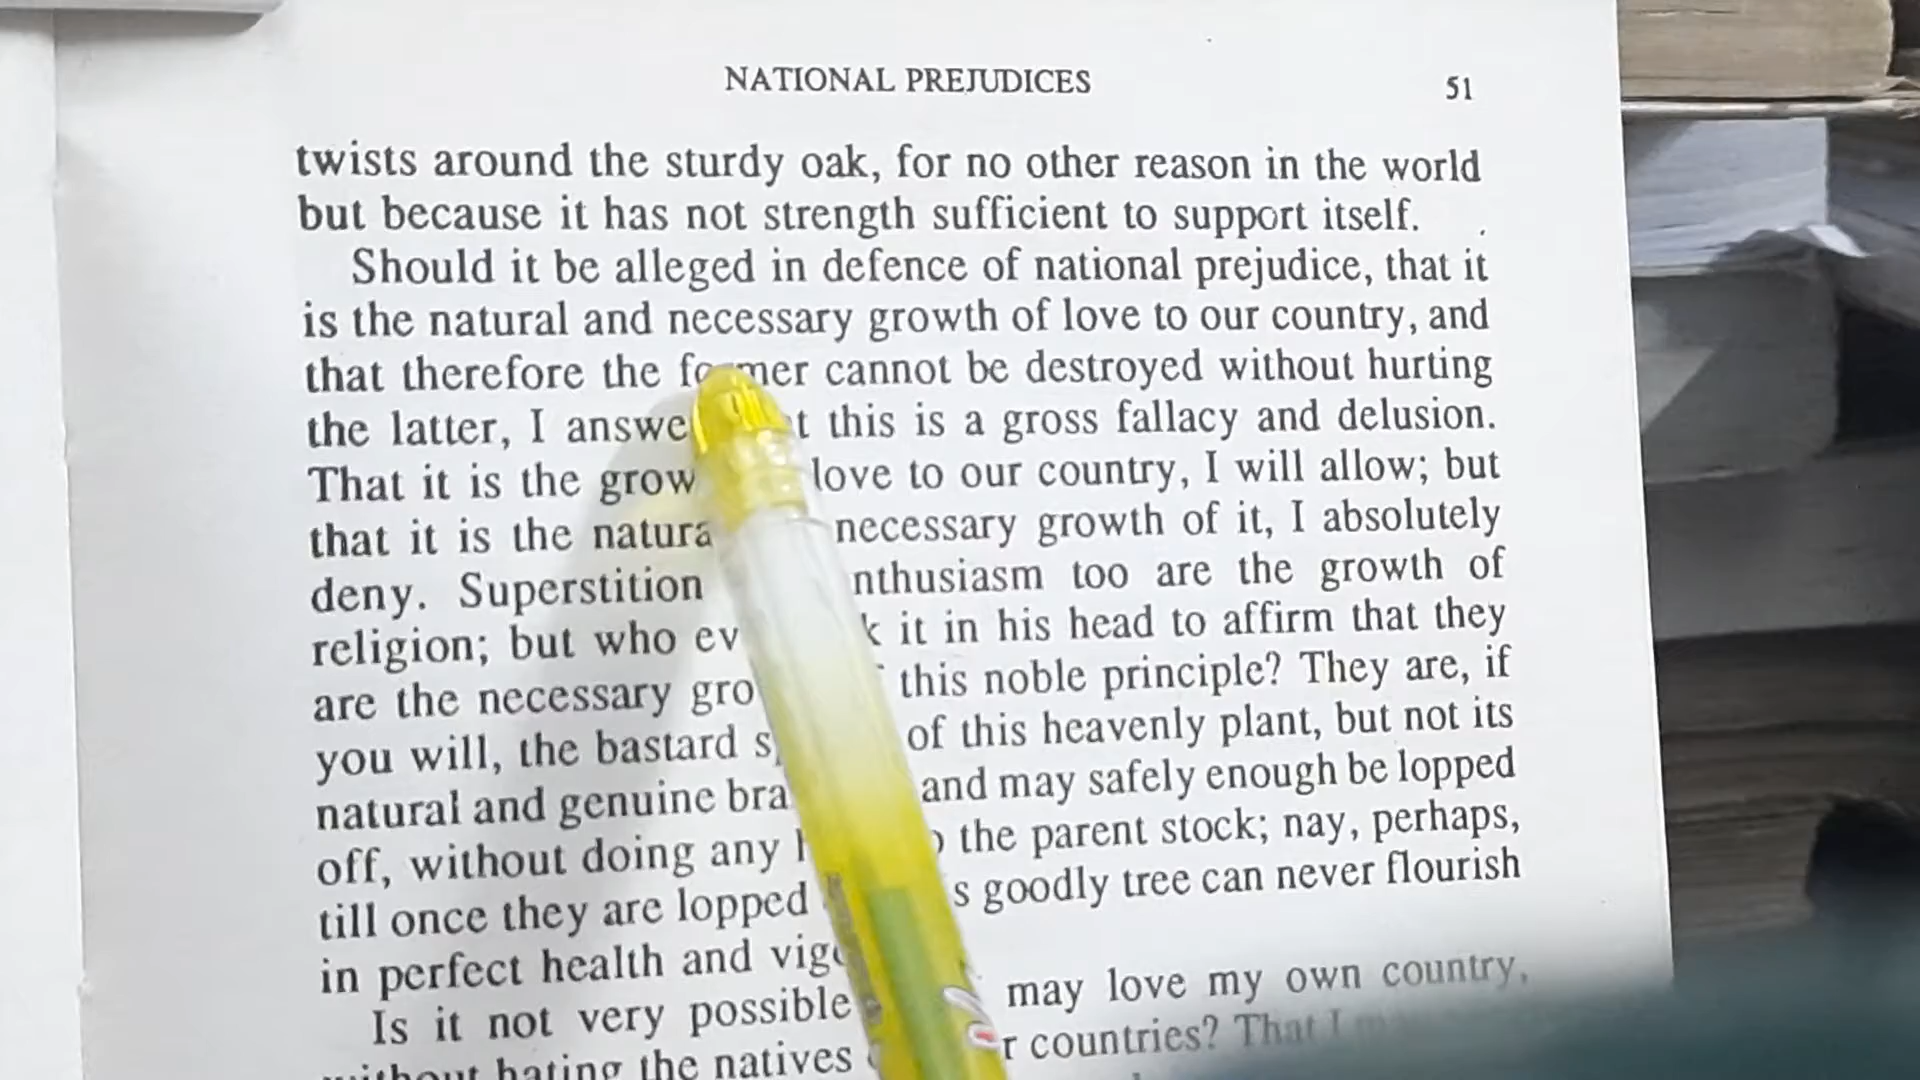 NATIONAL PREJUDICES 51
twists around the sturdy oak, for no other reason in the world
but because it has not strength sufficient to support itself.
Should it be alleged in defence of national prejudice, that it
is the natural and necessary growth of love to our country, and
that therefore the former cannot be destroyed without hurting
the latter, I this is a gross fallacy and delusion.
That it is the love to our country, I will allow; but
that it is the necessary growth of it, I absolutely
deny. Superstition too are the growth of
religion; but who it in his head to affirm that they
are the necessary this noble principle? They are, if
you will, the bastard of this heavenly plant, but not its
natural and genuine and may safely enough be lopped
off, without doing any the parent stock; nay, perhaps,
till once they are lopped goodly tree can never flourish
in perfect health and
Is it not very possible may love my own country,
without hating the natives countries? That I